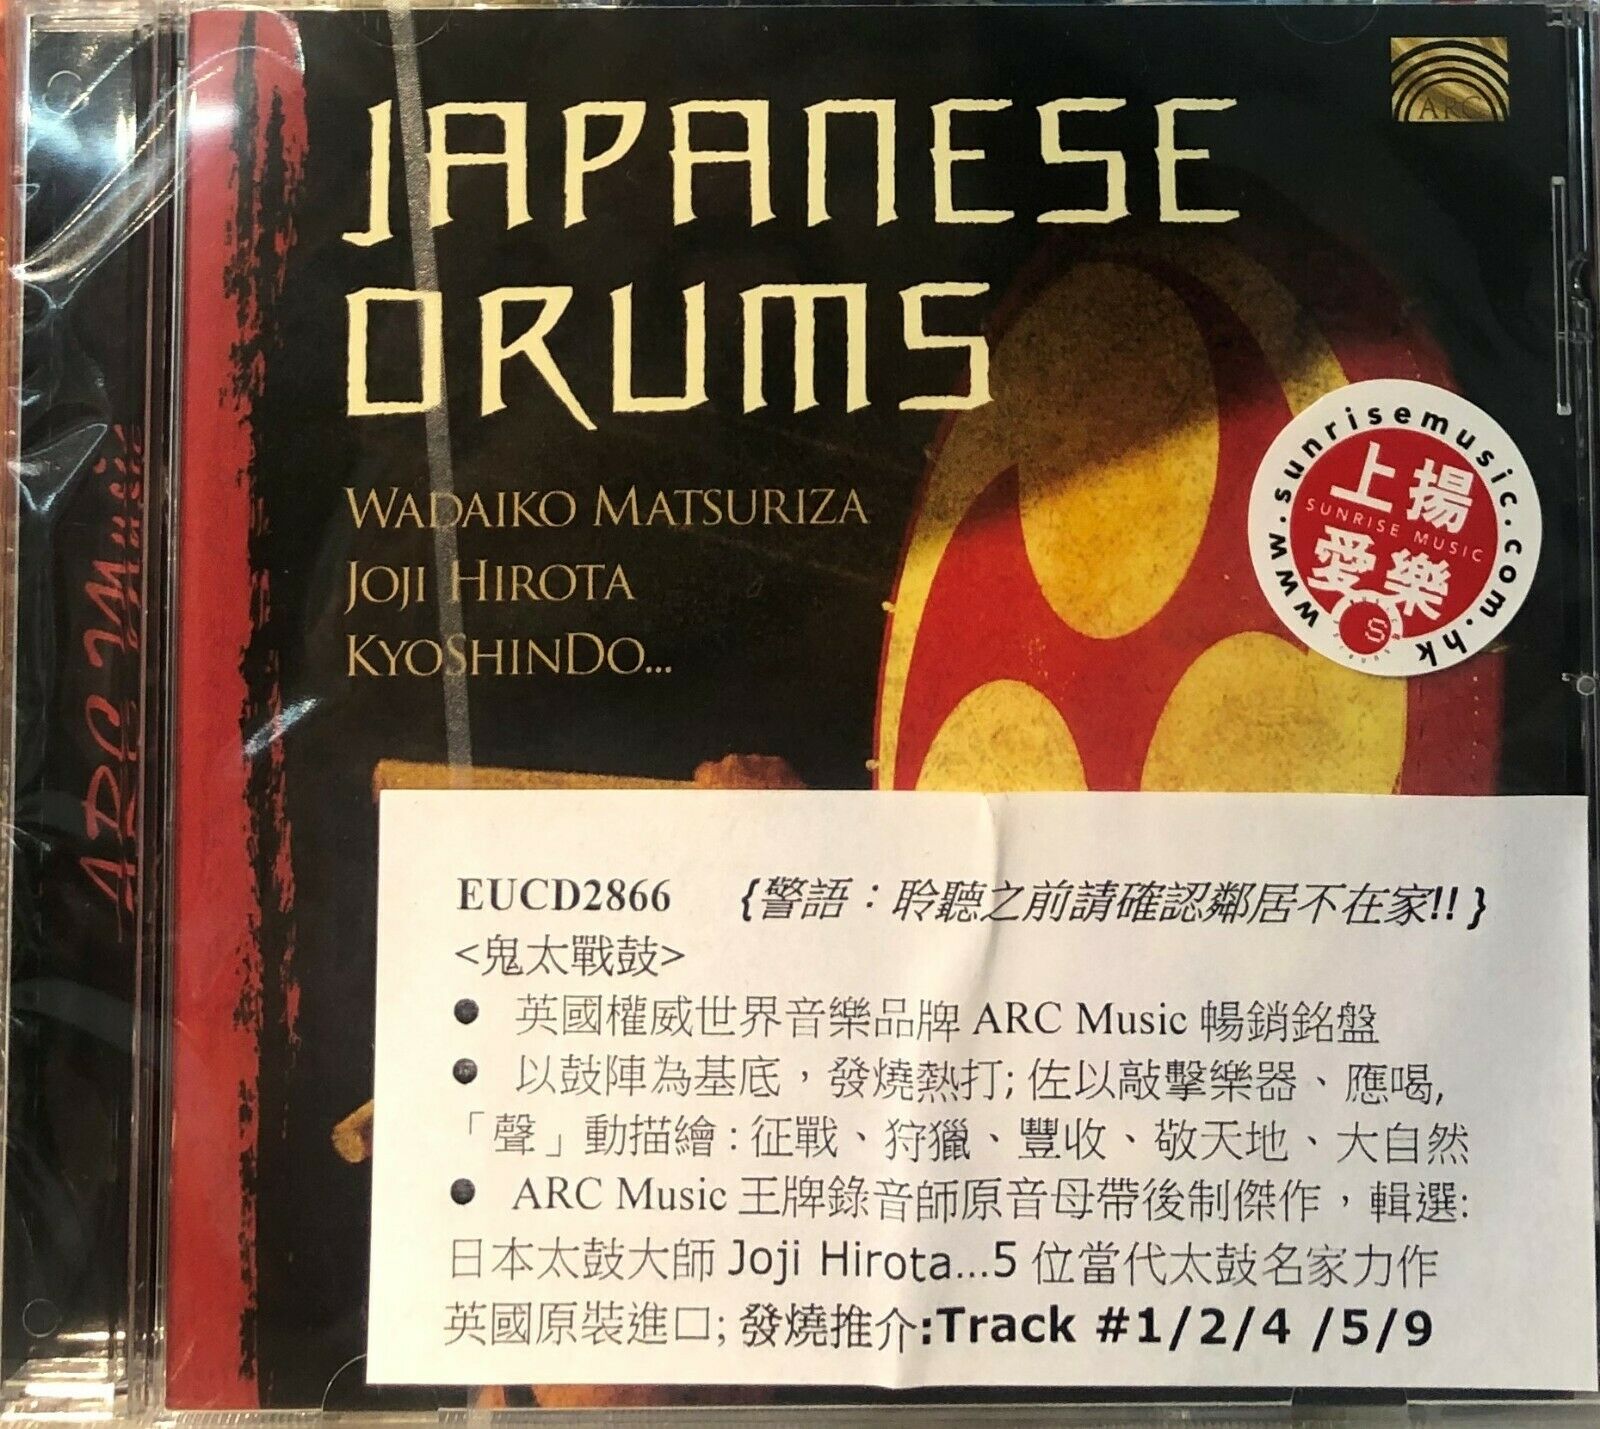 JAPANESE
DRUMS
ARC
WADAIKO MATSURIZA
JOJI HIROTA
KYOSHINDO...
www.sunrisemusic.com.hk
上揚
SUNRISE MUSIC
愛樂
S
ARC Music
EUCD2866 {警語：聆聽之前請確認鄰居不在家!! }
<鬼太戰鼓>
● 英國權威世界音樂品牌 ARC Music 暢銷銘盤
● 以鼓陣為基底，發燒熱打; 佐以敲擊樂器、應喝,
「聲」動描繪 : 征戰、狩獵、豐收、敬天地、大自然
● ARC Music 王牌錄音師原音母帶後制傑作，輯選:
日本太鼓大師 Joji Hirota...5 位當代太鼓名家力作
英國原裝進口; 發燒推介:Track #1/2/4 /5/9